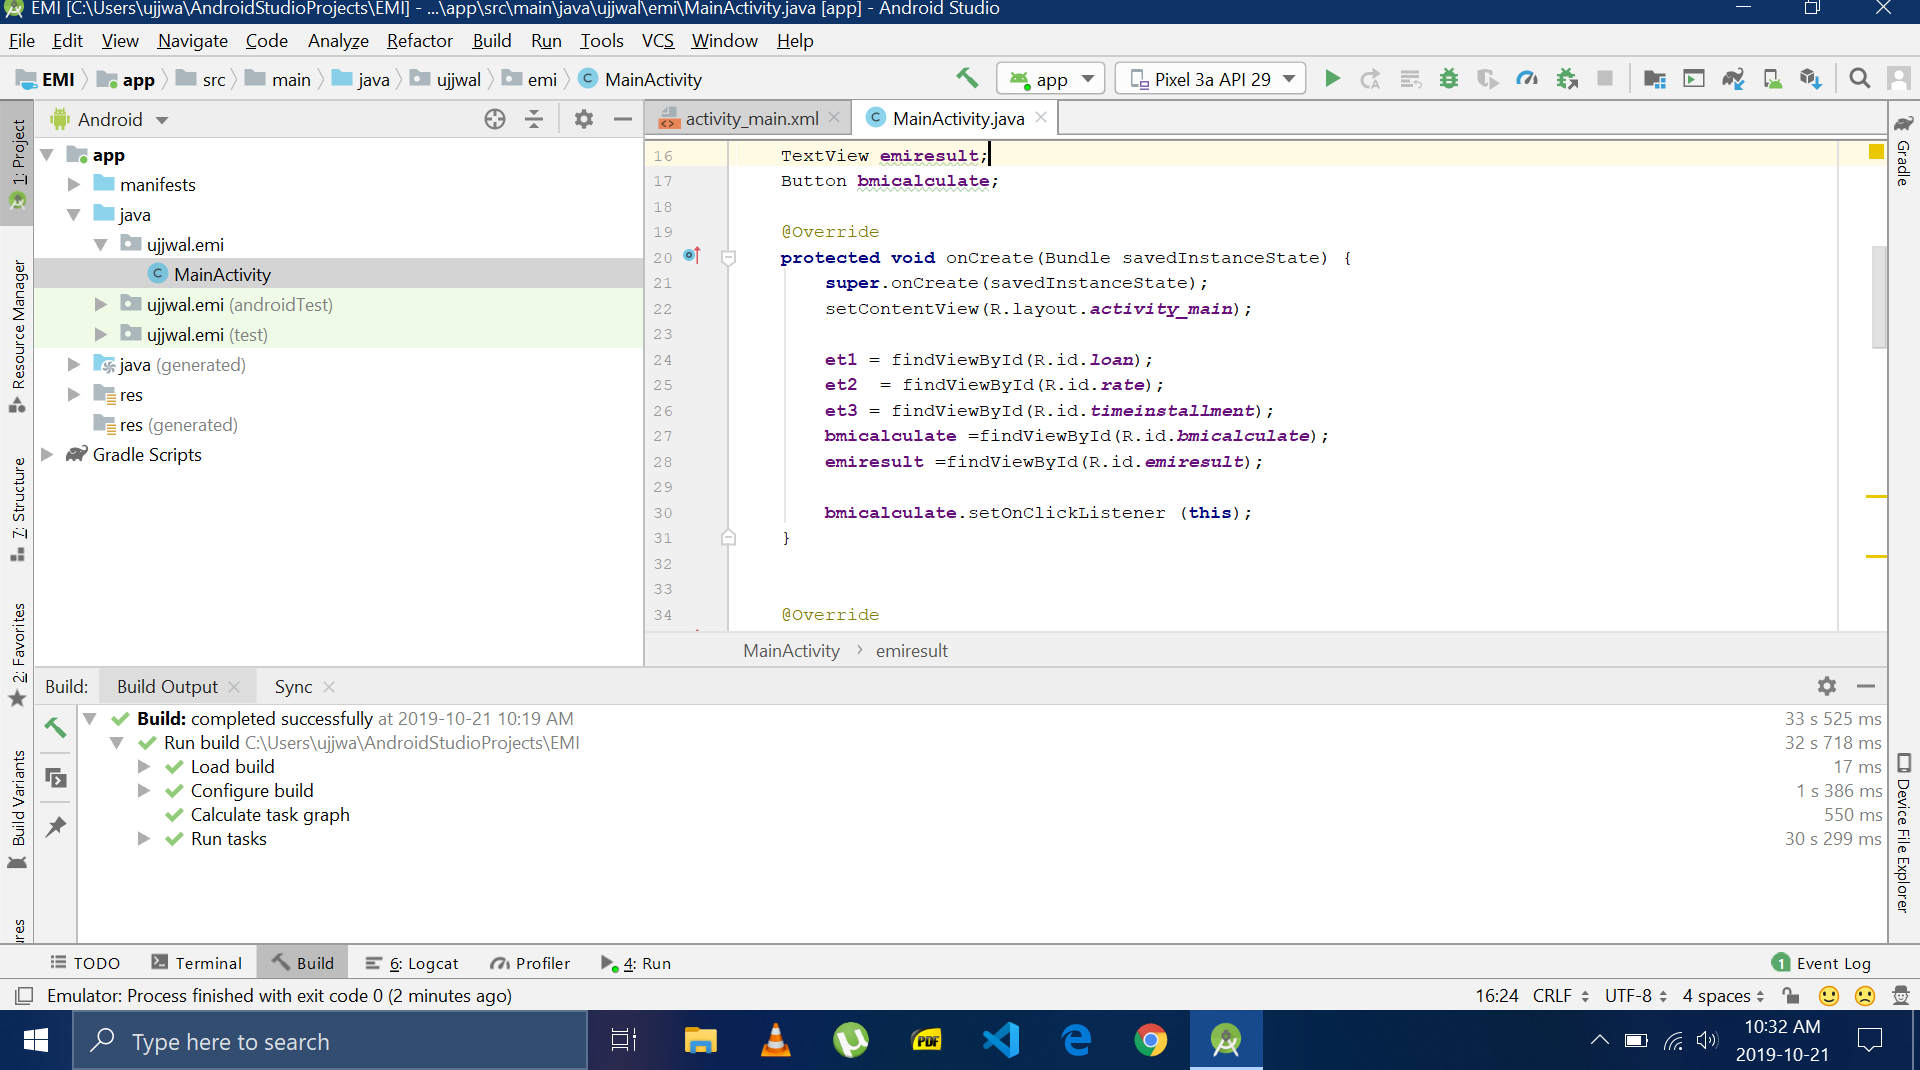 EMI [C:\Users\ujjwa\AndroidStudioProjects\EMI] - ...\app\src\main\java\ujjwal\emi\MainActivity.java [app] - Android Studio
File Edit View Navigate Code Analyze Refactor Build Run Tools VCS Window Help
EMI app src main java ujjwal emi MainActivity app Pixel 3a API 29
Android
activity_main.xml MainActivity.java
1: Project
Resource Manager
7: Structure
2: Favorites
Build Variants
ures
app
manifests
java
ujjwal.emi
MainActivity
ujjwal.emi (androidTest)
ujjwal.emi (test)
java (generated)
res
res (generated)
Gradle Scripts
16 TextView emiresult;
17 Button bmicalculate;
18
19 @Override
20 protected void onCreate(Bundle savedInstanceState) {
21 super.onCreate(savedInstanceState);
22 setContentView(R.layout.activity_main);
23
24 et1 = findViewById(R.id.loan);
25 et2  = findViewById(R.id.rate);
26 et3 = findViewById(R.id.timeinstallment);
27 bmicalculate =findViewById(R.id.bmicalculate);
28 emiresult =findViewById(R.id.emiresult);
29
30 bmicalculate.setOnClickListener (this);
31 }
32
33
34 @Override
MainActivity › emiresult
Gradle
Device File Explorer
Build: Build Output Sync
Build: completed successfully at 2019-10-21 10:19 AM 33 s 525 ms
Run build C:\Users\ujjwa\AndroidStudioProjects\EMI 32 s 718 ms
Load build 17 ms
Configure build 1 s 386 ms
Calculate task graph 550 ms
Run tasks 30 s 299 ms
TODO Terminal Build 6: Logcat Profiler 4: Run 1 Event Log
Emulator: Process finished with exit code 0 (2 minutes ago) 16:24 CRLF UTF-8 4 spaces
Type here to search
PDF
10:32 AM
2019-10-21